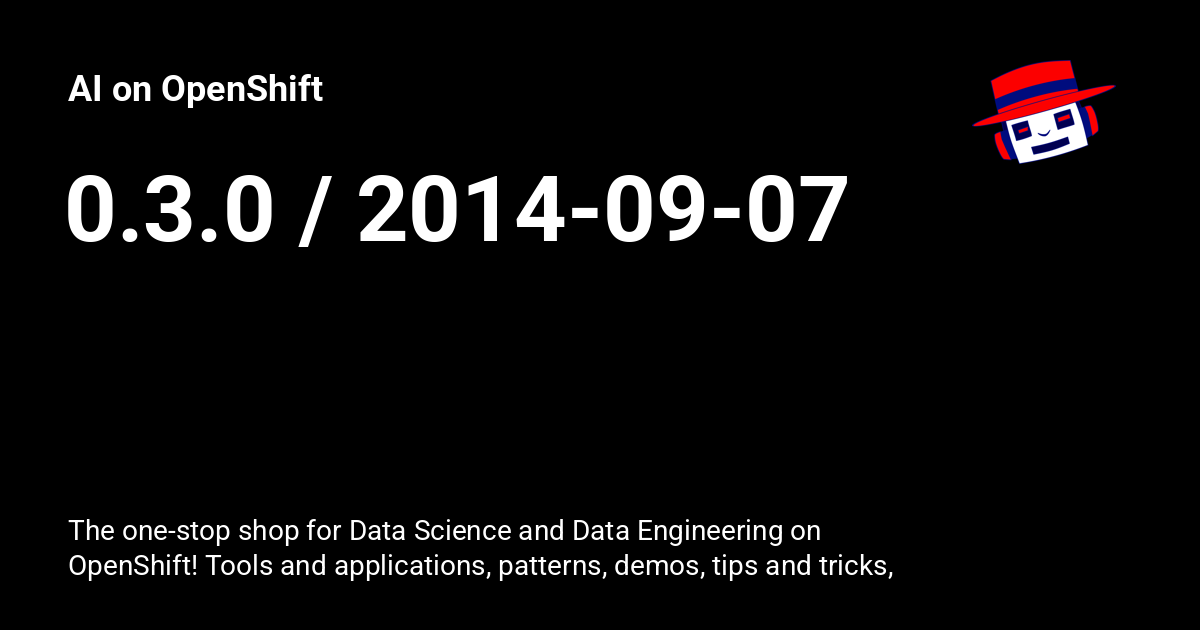 AI on OpenShift
0.3.0 / 2014-09-07
The one-stop shop for Data Science and Data Engineering on
OpenShift! Tools and applications, patterns, demos, tips and tricks,